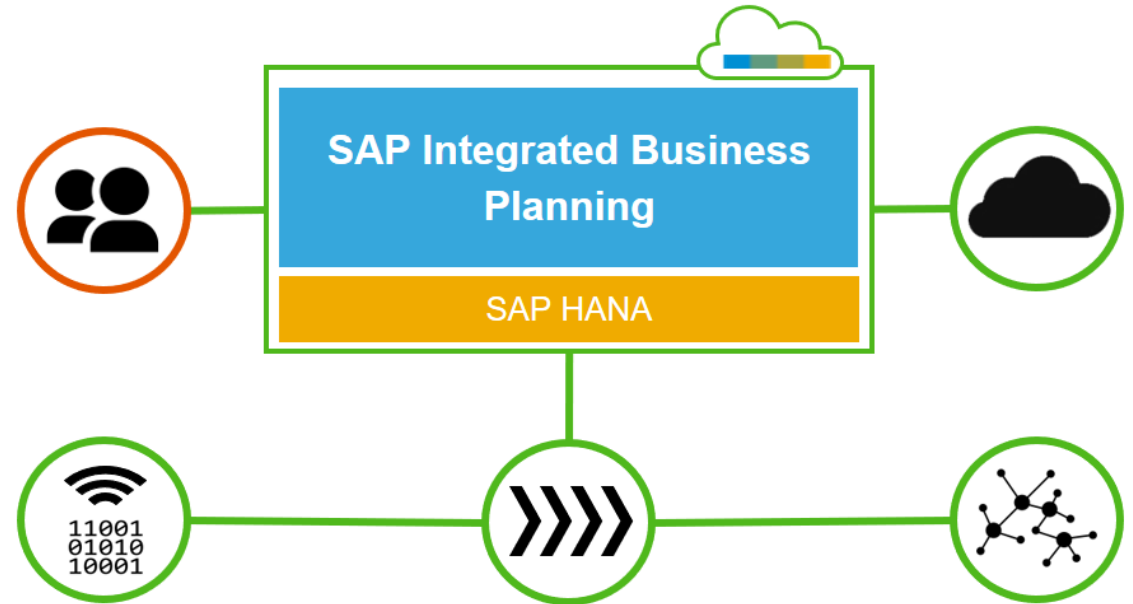 SAP Integrated Business
Planning
SAP HANA
11001
01010
10001